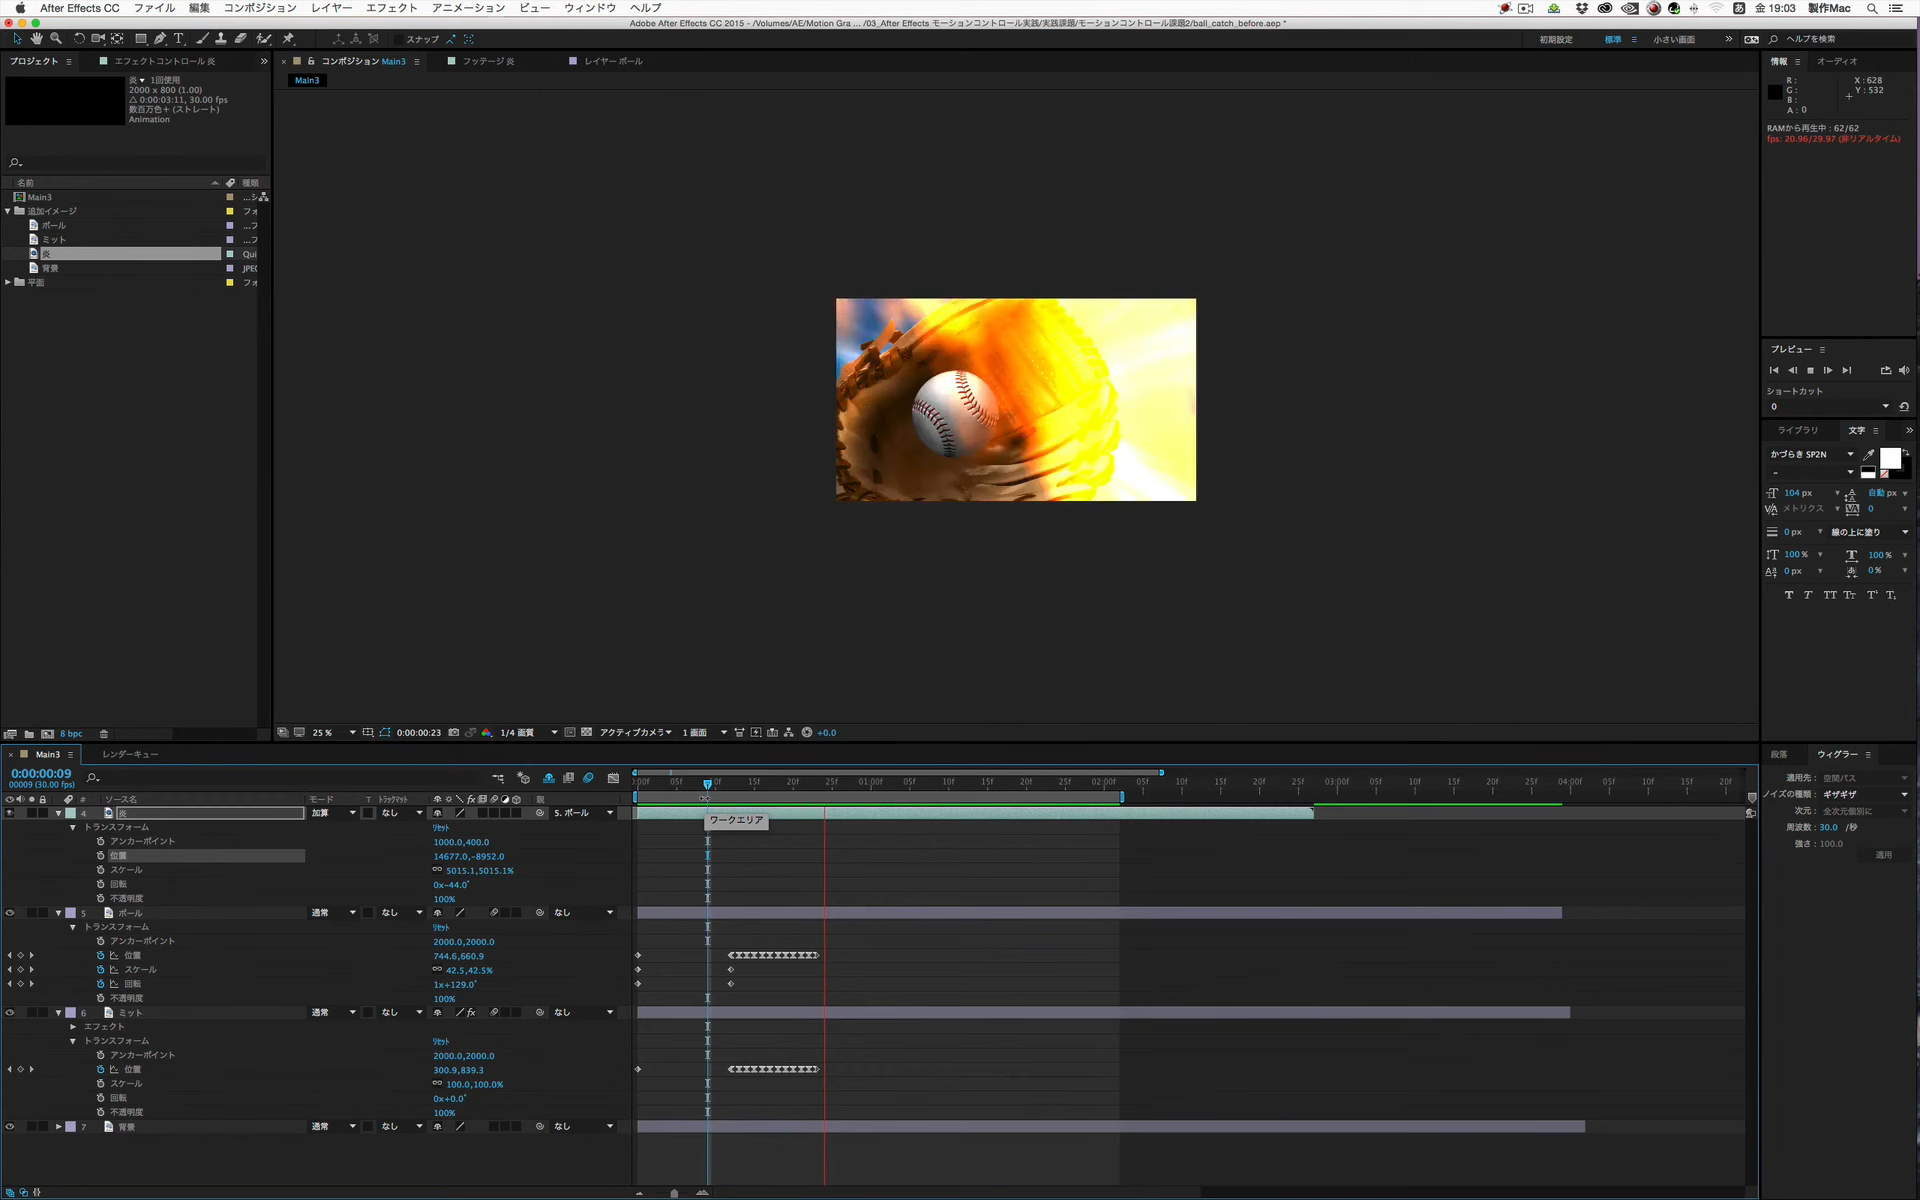 After Effects CC ファイル 編集 コンポジション レイヤー エフェクト アニメーション ビュー ウィンドウ ヘルプ
金 19:03 製作Mac
Adobe After Effects CC 2015 - /Volumes/AE/Motion Gra ... /03_After Effects モーションコントロール実践/実践課題/モーションコントロール課題2/ball_catch_before.aep *
スナップ
初期設定 標準 小さい画面 ヘルプを検索
プロジェクト エフェクトコントロール 炎
コンポジション Main3 フッテージ 炎 レイヤー ボール
Main3
炎 1回使用
2000 x 800 (1.00)
△ 0:00:03:11, 30.00 fps
数百万色＋ (ストレート)
Animation
名前 種類
Main3
追加イメージ フォ
ボール
ミット
炎 Qui
背景 JPEG
平面 フォ
8 bpc
25 % 0:00:00:23 1/4 画質 アクティブカメラ 1 画面 +0.0
情報 オーディオ
R :
G :
B :
A : 0
X : 628
Y : 532
RAMから再生中 : 62/62
fps: 20.96/29.97 (非リアルタイム)
プレビュー
ショートカット
0
ライブラリ 文字
かづらき SP2N
-
104 px 自動 px
メトリクス 0
0 px 線の上に塗り
100 % 100 %
0 px 0 %
段落 ウィグラー
適用先 : 空間パス
ノイズの種類 : ギザギザ
次元 : 全次元個別に
周波数 : 30.0 /秒
強さ : 100.0
適用
Main3 レンダーキュー
0:00:00:09
00009 (30.00 fps)
# ソース名 モード T トラックマット 親
0:00f 05f 10f 15f 20f 25f 01:00f 05f 10f 15f 20f 25f 02:00f 05f 10f 15f 20f 25f 03:00f 05f 10f 15f 20f 25f 04:00f 05f 10f 15f 20f
4 炎 加算 なし 5. ボール
ワークエリア
トランスフォーム リセット
アンカーポイント 1000.0,400.0
位置 14677.0,-8952.0
スケール 5015.1,5015.1%
回転 0x-44.0°
不透明度 100%
5 ボール 通常 なし なし
トランスフォーム リセット
アンカーポイント 2000.0,2000.0
位置 744.6,660.9
スケール 42.5,42.5%
回転 1x+129.0°
不透明度 100%
6 ミット 通常 なし fx なし
エフェクト
トランスフォーム リセット
アンカーポイント 2000.0,2000.0
位置 300.9,839.3
スケール 100.0,100.0%
回転 0x+0.0°
不透明度 100%
7 背景 通常 なし なし